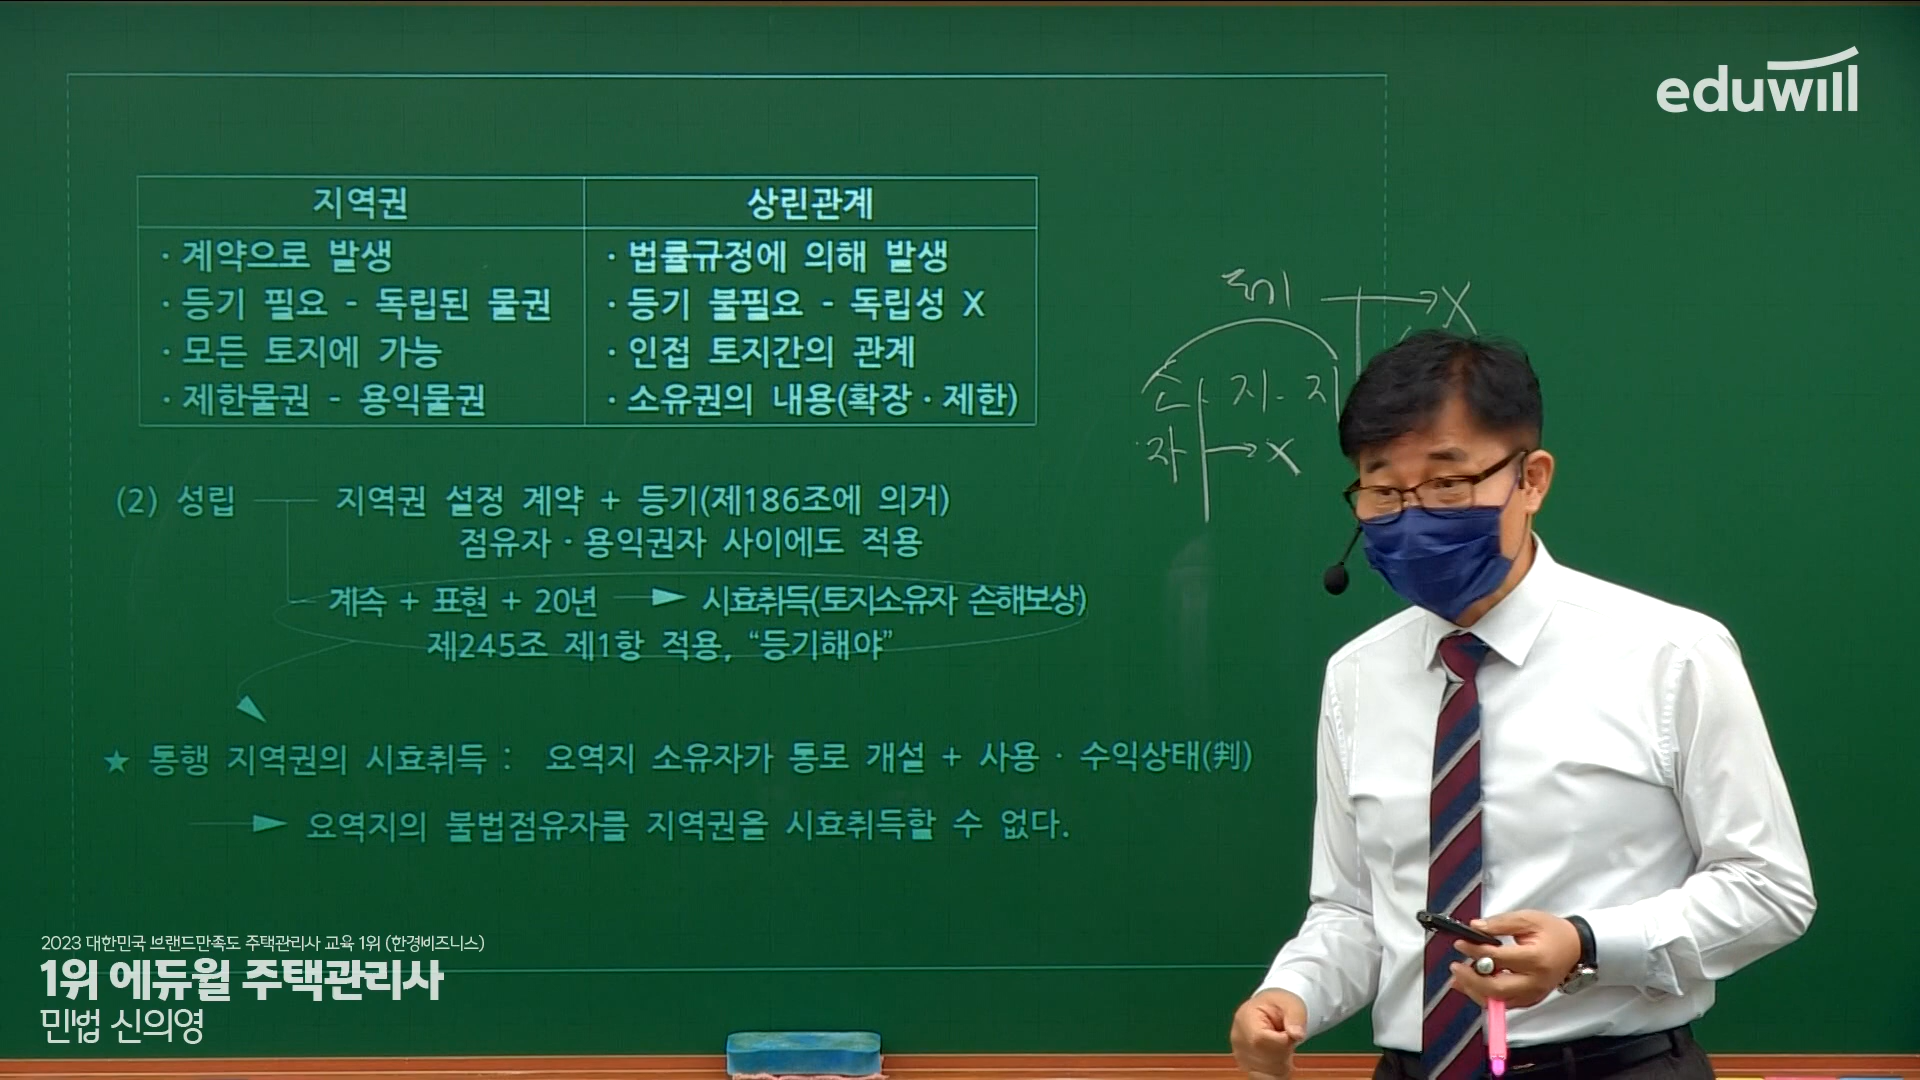 eduwill
지역권 상린관계
· 계약으로 발생 · 법률규정에 의해 발생
· 등기 필요 - 독립된 물권 · 등기 불필요 - 독립성 X
· 모든 토지에 가능 · 인접 토지간의 관계
· 제한물권 - 용익물권 · 소유권의 내용(확장·제한)
X
소 지 지
자 X
(2) 성립 지역권 설정 계약 + 등기(제186조에 의거)
점유자·용익권자 사이에도 적용
계속 + 표현 + 20년 시효취득(토지소유자 손해보상)
제245조 제1항 적용, “등기해야”
★ 통행 지역권의 시효취득 : 요역지 소유자가 통로 개설 + 사용 · 수익상태(判)
요역지의 불법점유자를 지역권을 시효취득할 수 없다.
2023 대한민국 브랜드만족도 주택관리사 교육 1위 (한경비즈니스)
1위 에듀윌 주택관리사
민법 신의영